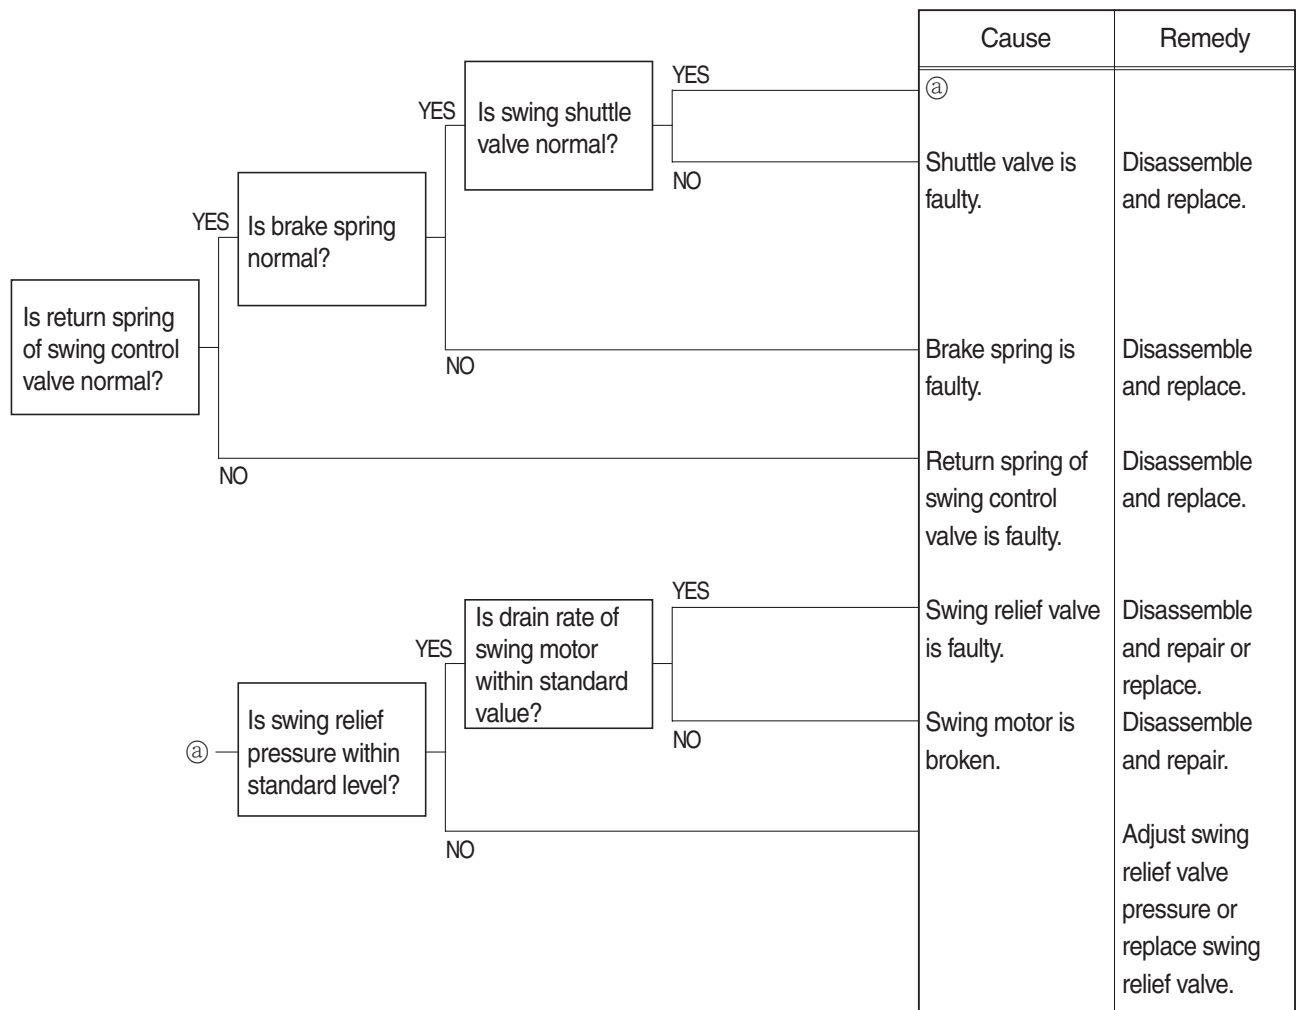 Cause
Remedy
YES
ⓐ
YES
Is swing shuttle
valve normal?
Shuttle valve is
faulty.
Disassemble
and replace.
NO
YES
Is brake spring
normal?
Is return spring
of swing control
valve normal?
NO
Brake spring is
faulty.
Disassemble
and replace.
NO
Return spring of
swing control
valve is faulty.
Disassemble
and replace.
YES
Is drain rate of
swing motor
within standard
value?
Swing relief valve
is faulty.
Disassemble
and repair or
replace.
YES
NO
Swing motor is
broken.
Disassemble
and repair.
ⓐ
Is swing relief
pressure within
standard level?
NO
Adjust swing
relief valve
pressure or
replace swing
relief valve.